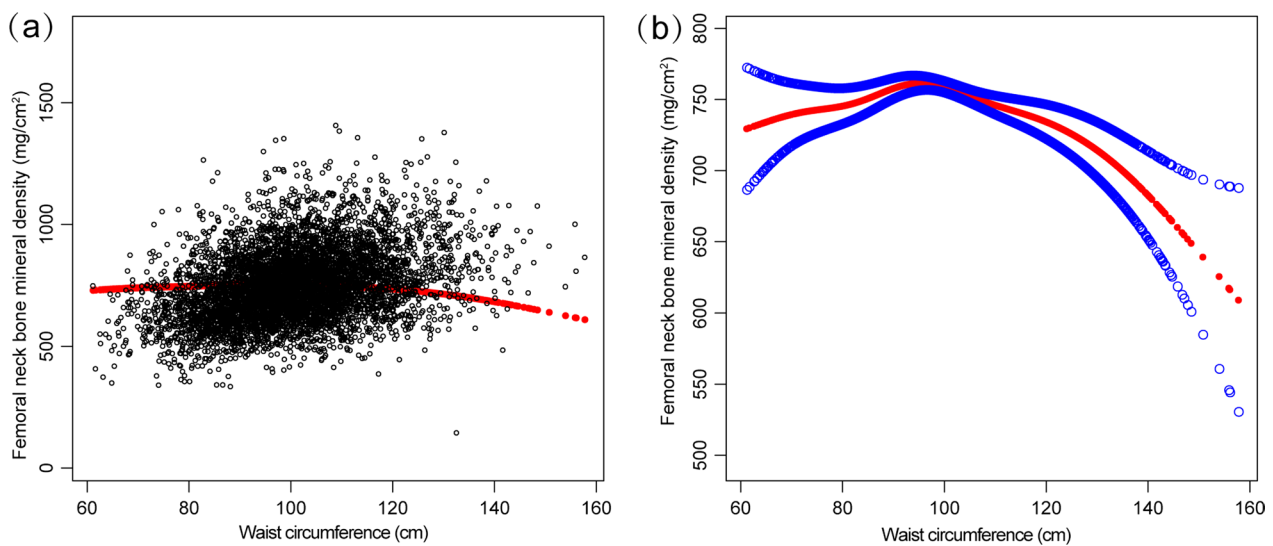 (a)
Femoral neck bone mineral density (mg/cm²)
1500
1000
500
0
60 80 100 120 140 160
Waist circumference (cm)
(b)
Femoral neck bone mineral density (mg/cm²)
800
750
700
650
600
550
500
60 80 100 120 140 160
Waist circumference (cm)